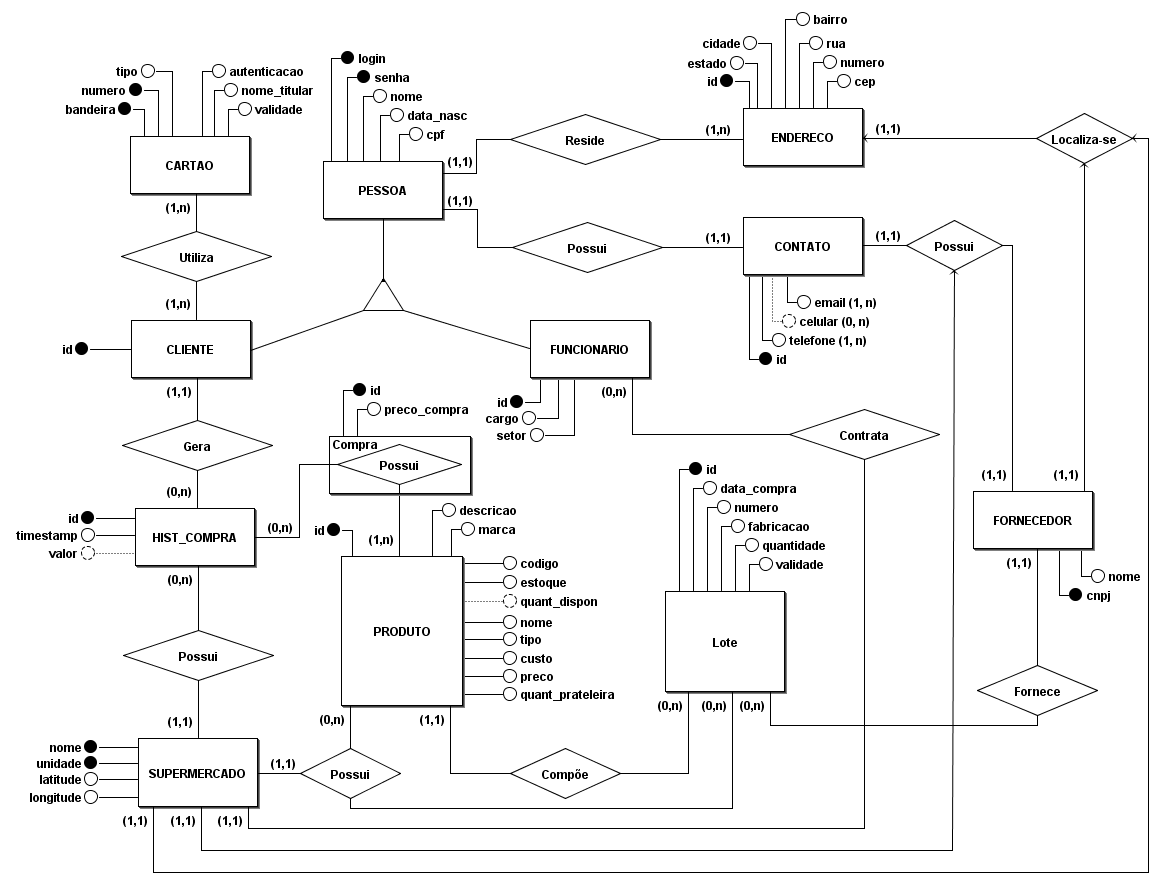 bairro
cidade
rua
estado
numero
id
cep
login
senha
nome
data_nasc
cpf
tipo
autenticacao
numero
nome_titular
bandeira
validade
CARTAO
PESSOA
(1,1)
(1,1)
Reside
(1,n)
ENDERECO
(1,1)
Localiza-se
(1,n)
Utiliza
(1,n)
Possui
(1,1)
CONTATO
(1,1)
Possui
email (1, n)
celular (0, n)
telefone (1, n)
id
id
CLIENTE
(1,1)
FUNCIONARIO
(0,n)
id
cargo
setor
Contrata
Gera
(0,n)
id
preco_compra
Compra
Possui
(0,n)
(1,n)
id
timestamp
valor
HIST_COMPRA
(0,n)
id
descricao
marca
codigo
estoque
quant_dispon
nome
tipo
custo
preco
quant_prateleira
PRODUTO
(0,n)
(1,1)
id
data_compra
numero
fabricacao
quantidade
validade
Lote
(0,n)
(0,n)
(0,n)
(1,1)
(1,1)
FORNECEDOR
(1,1)
nome
cnpj
Fornece
Possui
(1,1)
nome
unidade
latitude
longitude
SUPERMERCADO
(1,1)
Possui
Compõe
(1,1)
(1,1)
(1,1)